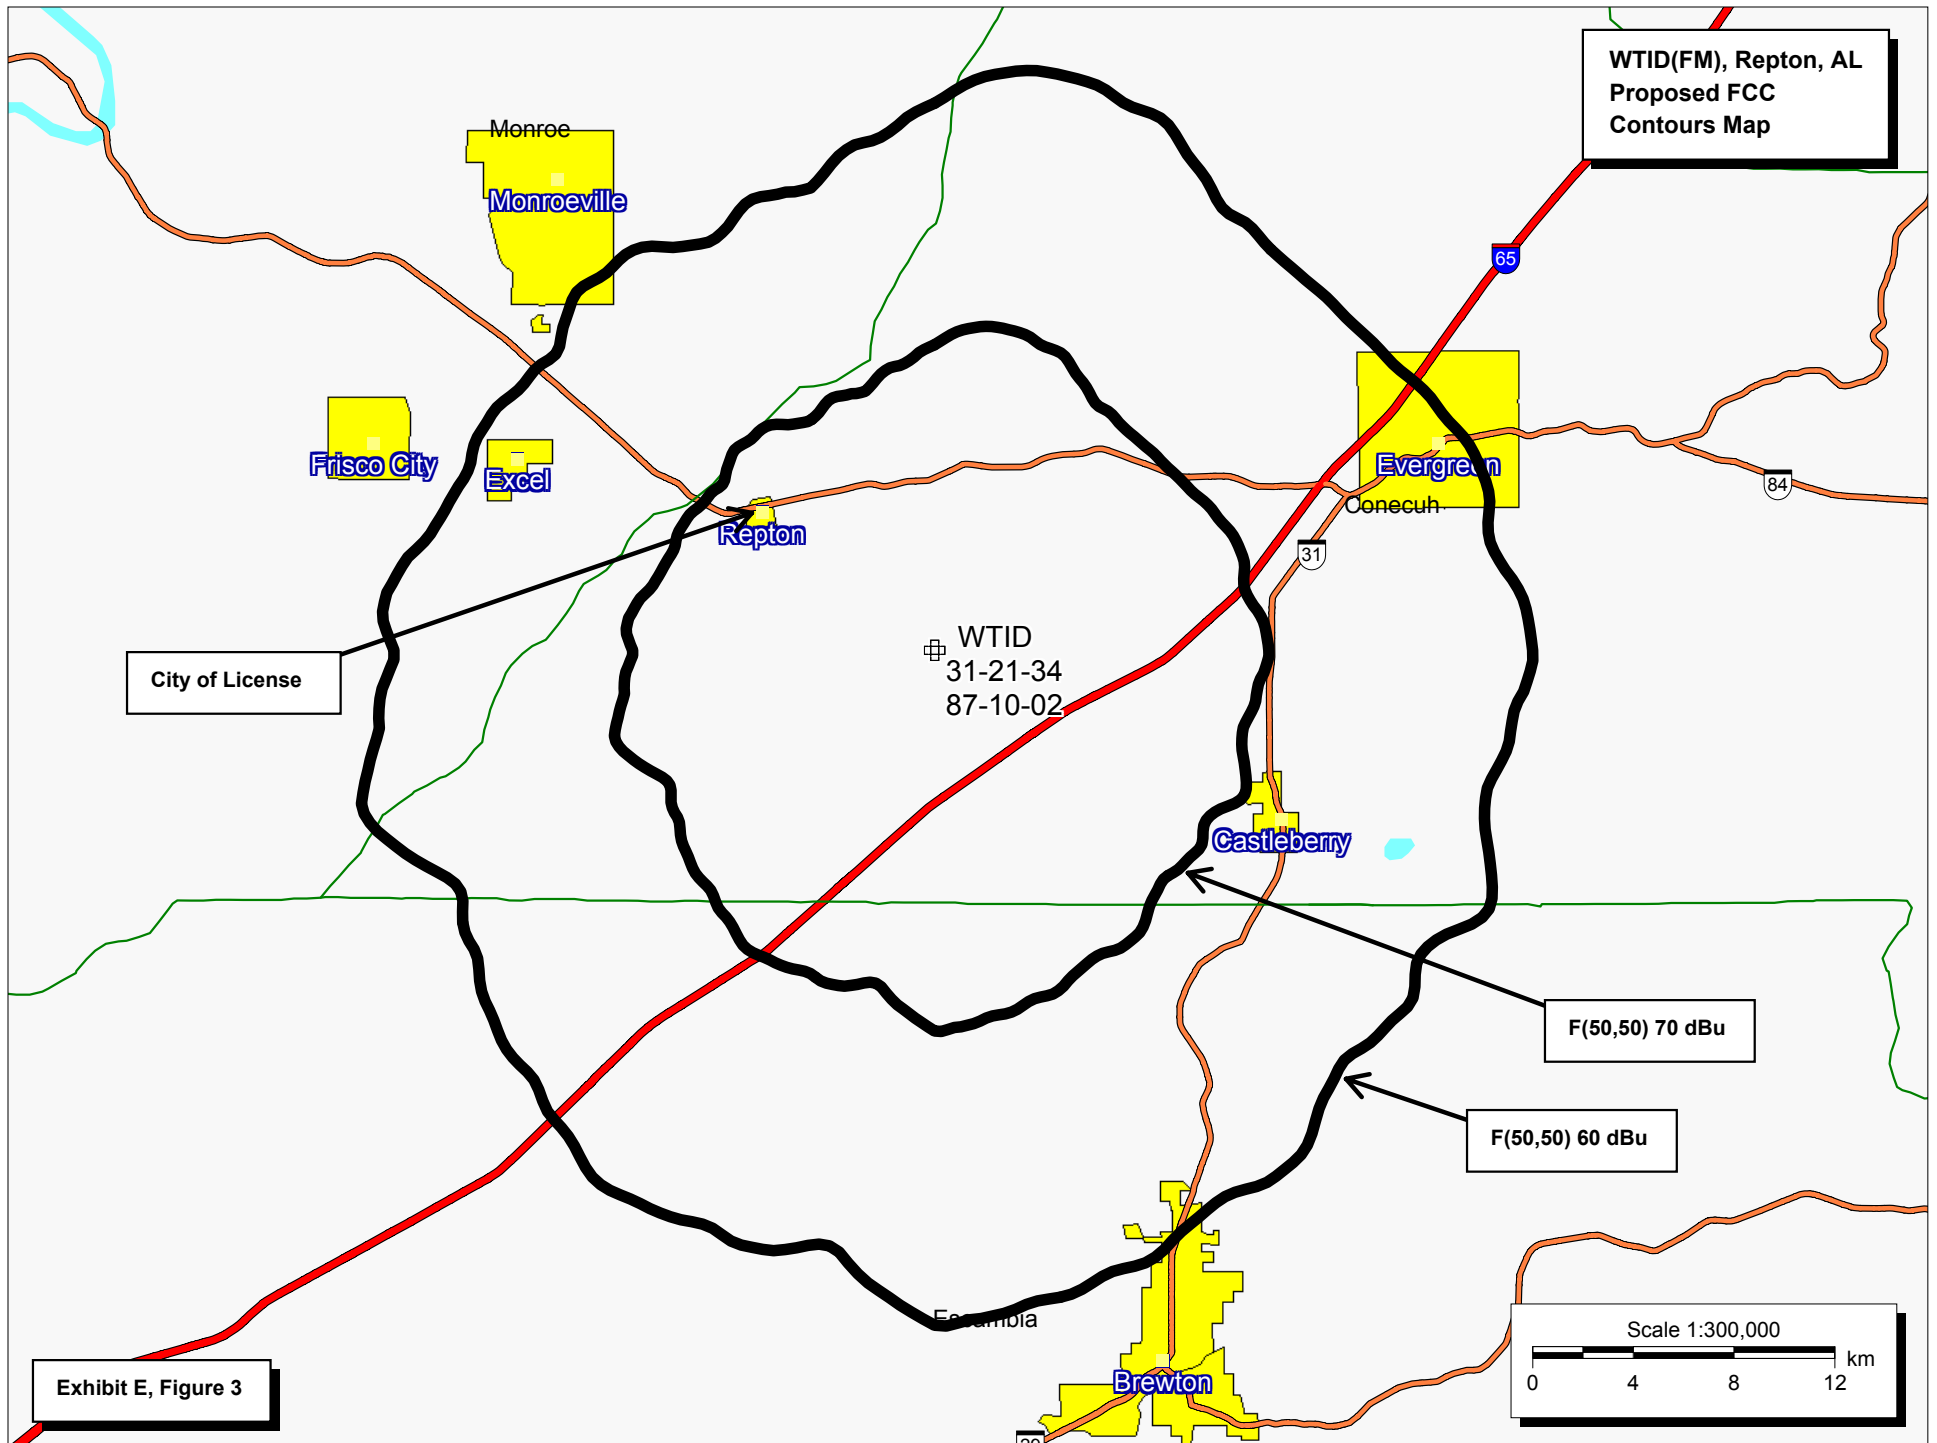 WTID(FM), Repton, AL
Proposed FCC
Contours Map
Monroe
Monroeville
65
Frisco City
Excel
Evergreen
84
Conecuh
Repton
31
WTID
31-21-34
87-10-02
City of License
Castleberry
F(50,50) 70 dBu
F(50,50) 60 dBu
Escambia
Scale 1:300,000
km
0 4 8 12
Brewton
Exhibit E, Figure 3